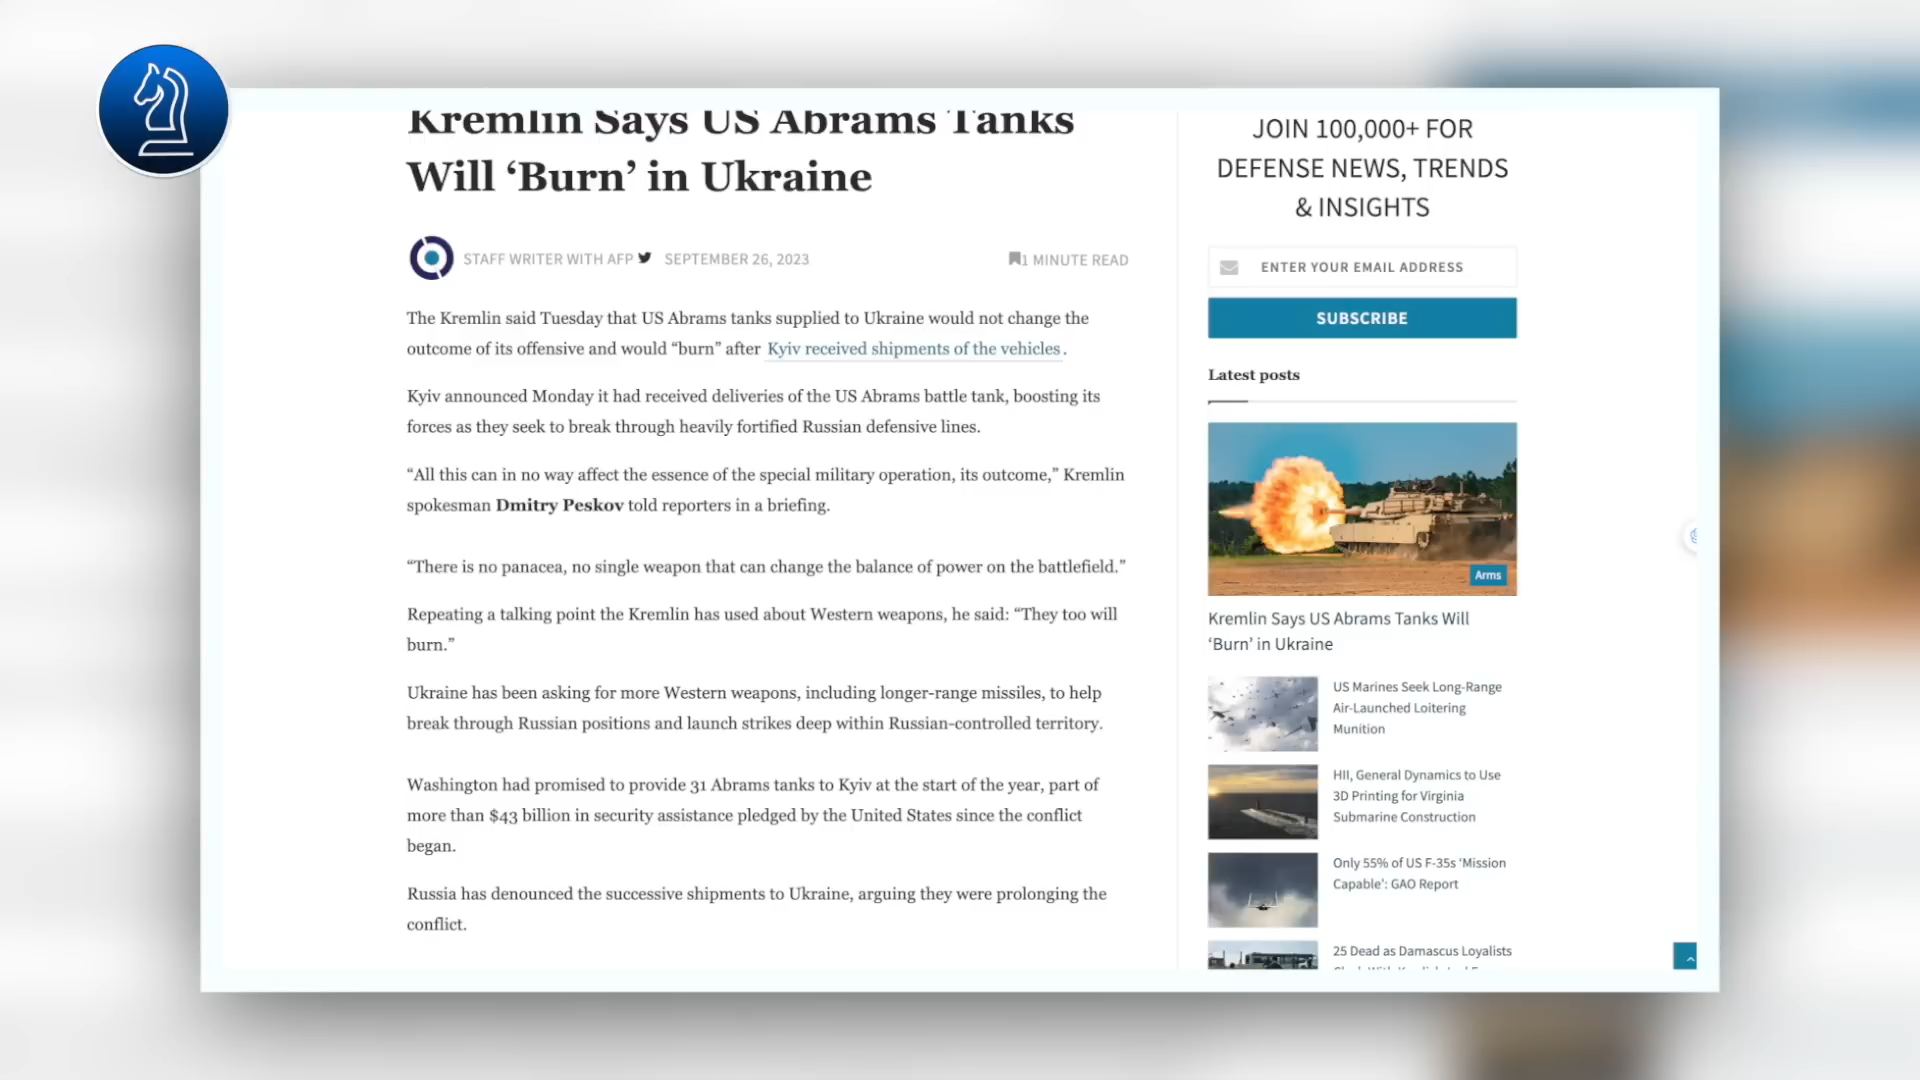 Kremlin Says US Abrams Tanks
Will ‘Burn’ in Ukraine
STAFF WRITER WITH AFP SEPTEMBER 26, 2023 1 MINUTE READ
The Kremlin said Tuesday that US Abrams tanks supplied to Ukraine would not change the
outcome of its offensive and would “burn” after Kyiv received shipments of the vehicles.
Kyiv announced Monday it had received deliveries of the US Abrams battle tank, boosting its
forces as they seek to break through heavily fortified Russian defensive lines.
“All this can in no way affect the essence of the special military operation, its outcome,” Kremlin
spokesman Dmitry Peskov told reporters in a briefing.
“There is no panacea, no single weapon that can change the balance of power on the battlefield.”
Repeating a talking point the Kremlin has used about Western weapons, he said: “They too will
burn.”
Ukraine has been asking for more Western weapons, including longer-range missiles, to help
break through Russian positions and launch strikes deep within Russian-controlled territory.
Washington had promised to provide 31 Abrams tanks to Kyiv at the start of the year, part of
more than $43 billion in security assistance pledged by the United States since the conflict
began.
Russia has denounced the successive shipments to Ukraine, arguing they were prolonging the
conflict.
JOIN 100,000+ FOR
DEFENSE NEWS, TRENDS
& INSIGHTS
ENTER YOUR EMAIL ADDRESS
SUBSCRIBE
Latest posts
Arms
Kremlin Says US Abrams Tanks Will
‘Burn’ in Ukraine
US Marines Seek Long-Range
Air-Launched Loitering
Munition
HII, General Dynamics to Use
3D Printing for Virginia
Submarine Construction
Only 55% of US F-35s ‘Mission
Capable’: GAO Report
25 Dead as Damascus Loyalists